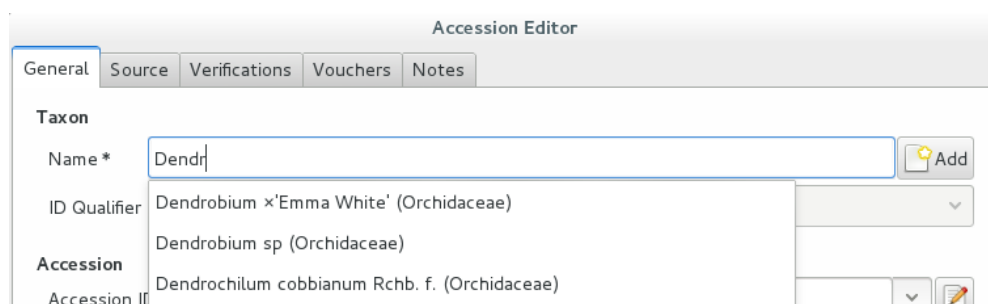 Accession Editor
General Source Verifications Vouchers Notes
Taxon
Name * Dendr Add
ID Qualifier
Dendrobium ×'Emma White' (Orchidaceae)
Dendrobium sp (Orchidaceae)
Accession
Dendrochilum cobbianum Rchb. f. (Orchidaceae)
Accession